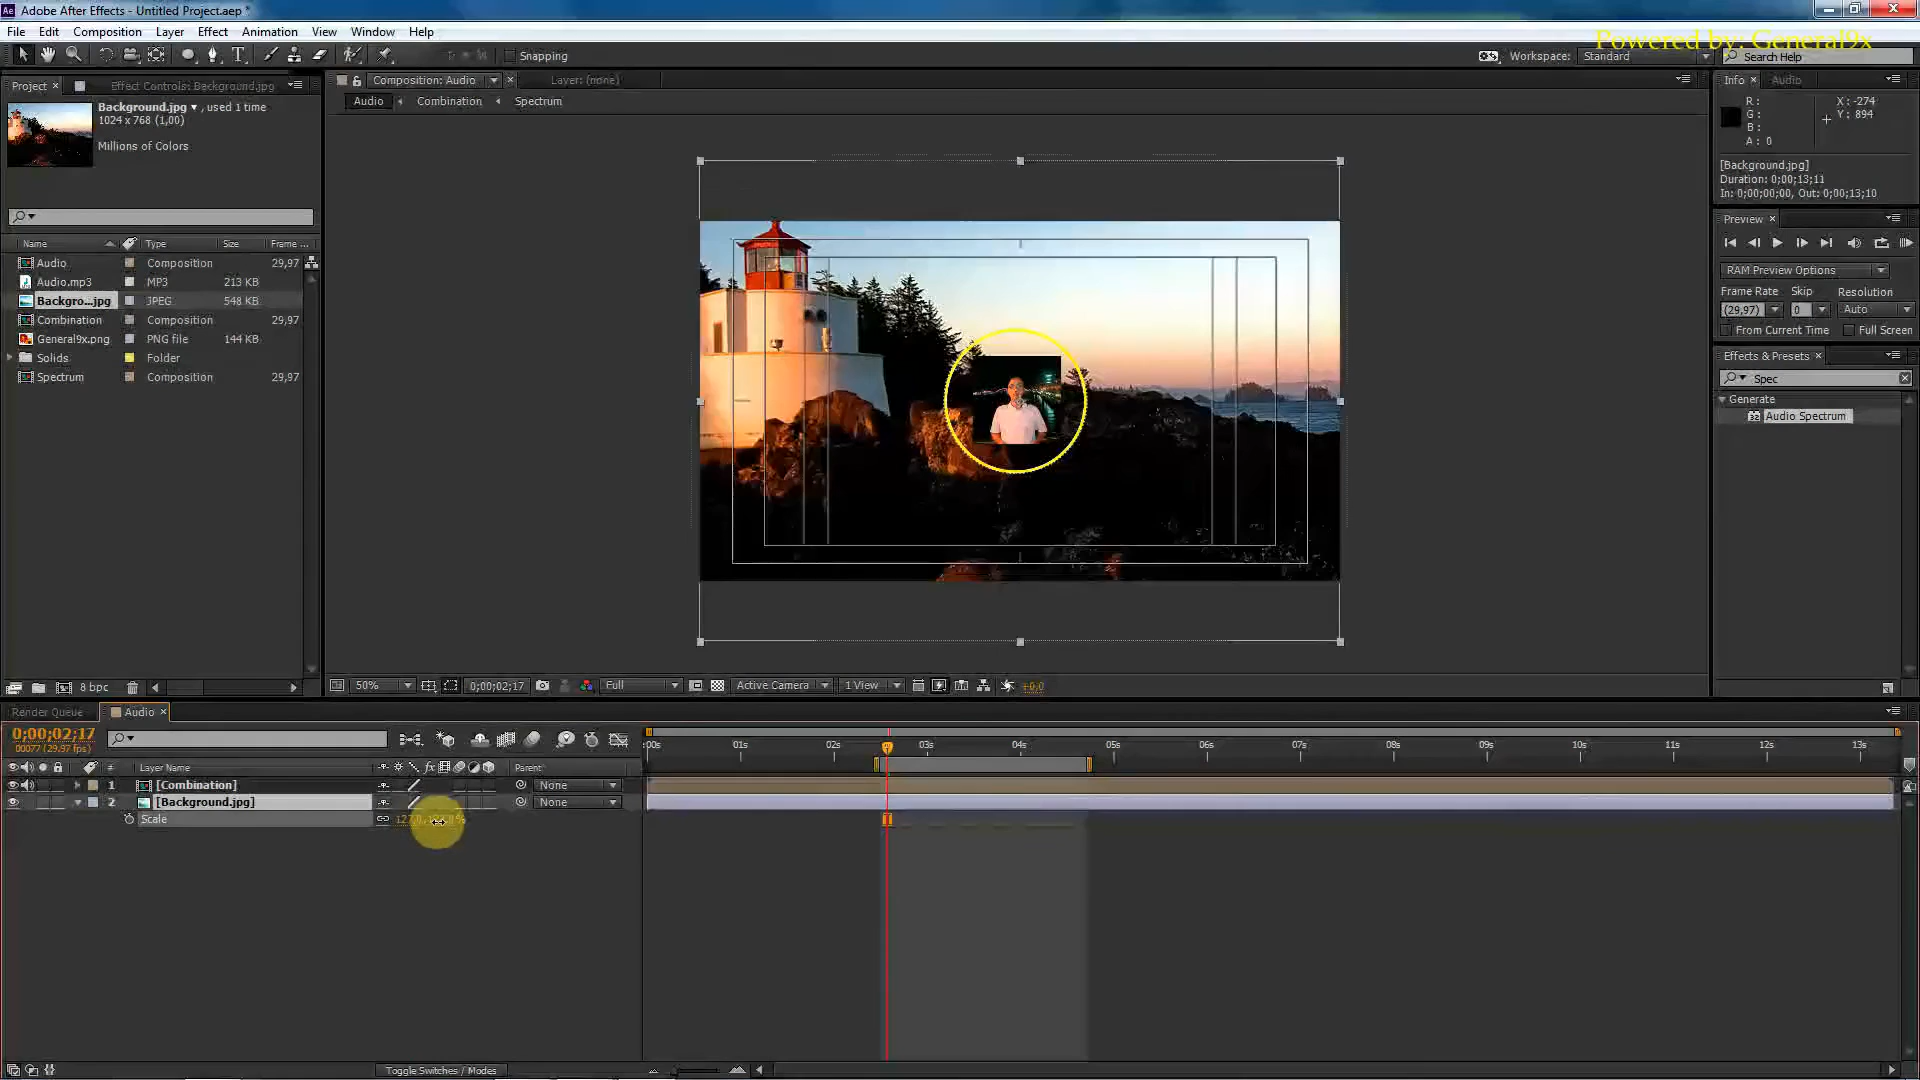 Adobe After Effects - Untitled Project.aep *
File Edit Composition Layer Effect Animation View Window Help
Powered by: General9x
Snapping
Workspace: Standard
Search Help
Project
Effect Controls: Background.jpg
Composition: Audio
Layer: (none)
Audio Combination Spectrum
Background.jpg , used 1 time
1024 x 768 (1,00)
Millions of Colors
Name Type Size Frame ...
Audio Composition 29,97
Audio.mp3 MP3 213 KB
Backgro...jpg JPEG 548 KB
Combination Composition 29,97
General9x.png PNG file 144 KB
Solids Folder
Spectrum Composition 29,97
8 bpc
50% 0;00;02;17 Full Active Camera 1 View +0,0
Info Audio
R: X: -274
G: Y: 894
B:
A: 0
[Background.jpg]
Duration: 0;00;13;11
In: 0;00;00;00, Out: 0;00;13;10
Preview
RAM Preview Options
Frame Rate Skip Resolution
(29,97) 0 Auto
From Current Time Full Screen
Effects & Presets
Spec
Generate
Audio Spectrum
Render Queue Audio
0;00;02;17
00077 (29,97 fps)
# Layer Name Parent
1 [Combination] None
2 [Background.jpg] None
Scale
:00s 01s 02s 03s 04s 05s 06s 07s 08s 09s 10s 11s 12s 13s
Toggle Switches / Modes